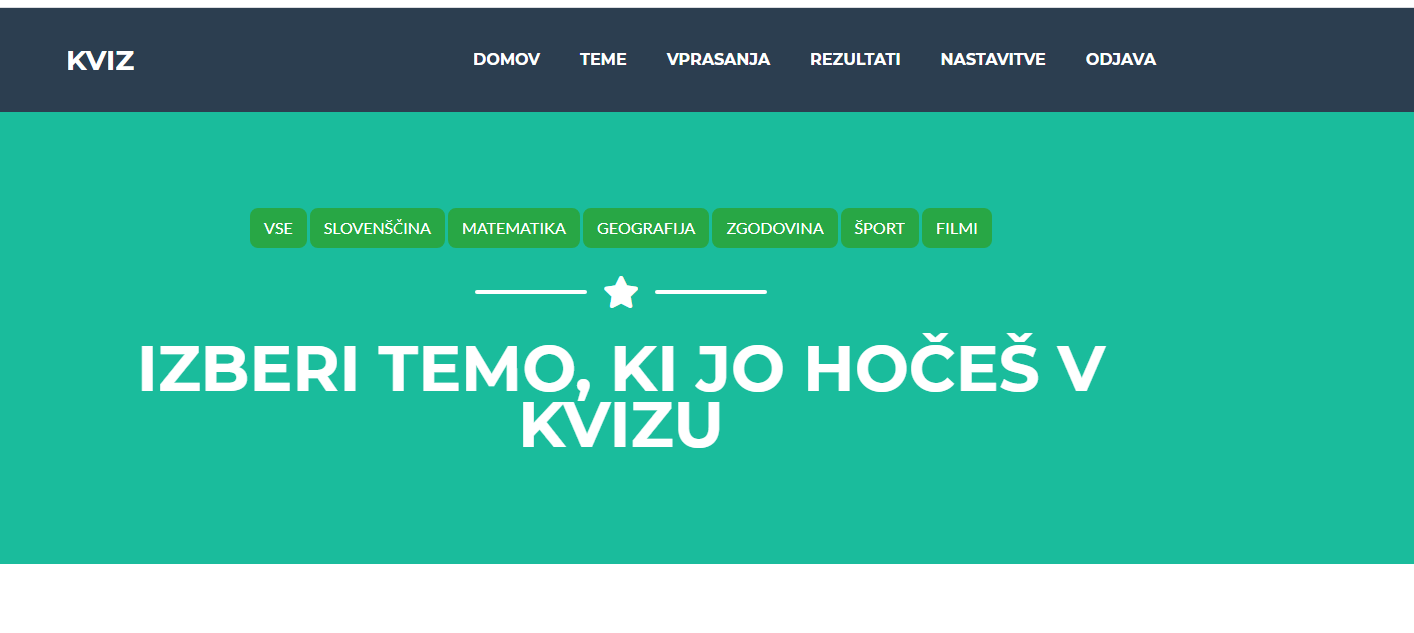 KVIZ DOMOV TEME VPRASANJA REZULTATI NASTAVITVE ODJAVA
VSE SLOVENŠČINA MATEMATIKA GEOGRAFIJA ZGODOVINA ŠPORT FILMI
IZBERI TEMO, KI JO HOČEŠ V
KVIZU